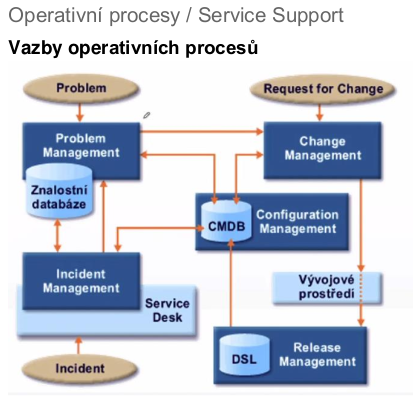 Operativní procesy / Service Support
Vazby operativních procesů
Problem
Request for Change
Problem
Management
Change
Management
Znalostní
databáze
CMDB
Configuration
Management
Incident
Management
Service
Desk
Vývojové
prostředí
Incident
DSL
Release
Management